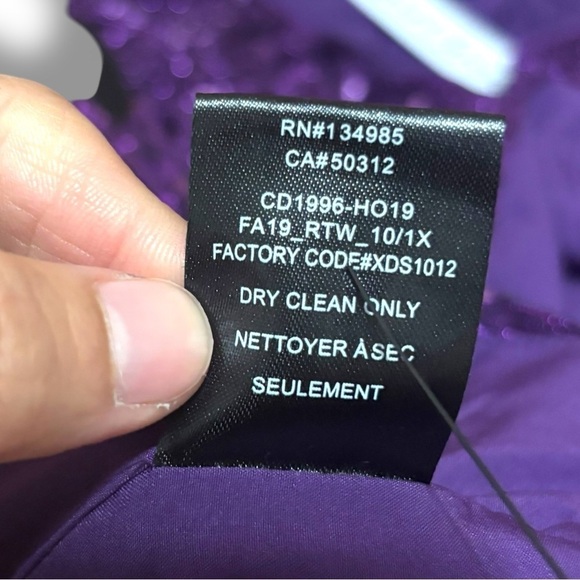 RN#134985
CA#50312
CD1996-HO19
FA19_RTW_10/1X
FACTORY CODE#XDS1012
DRY CLEAN ONLY
NETTOYER À SEC
SEULEMENT